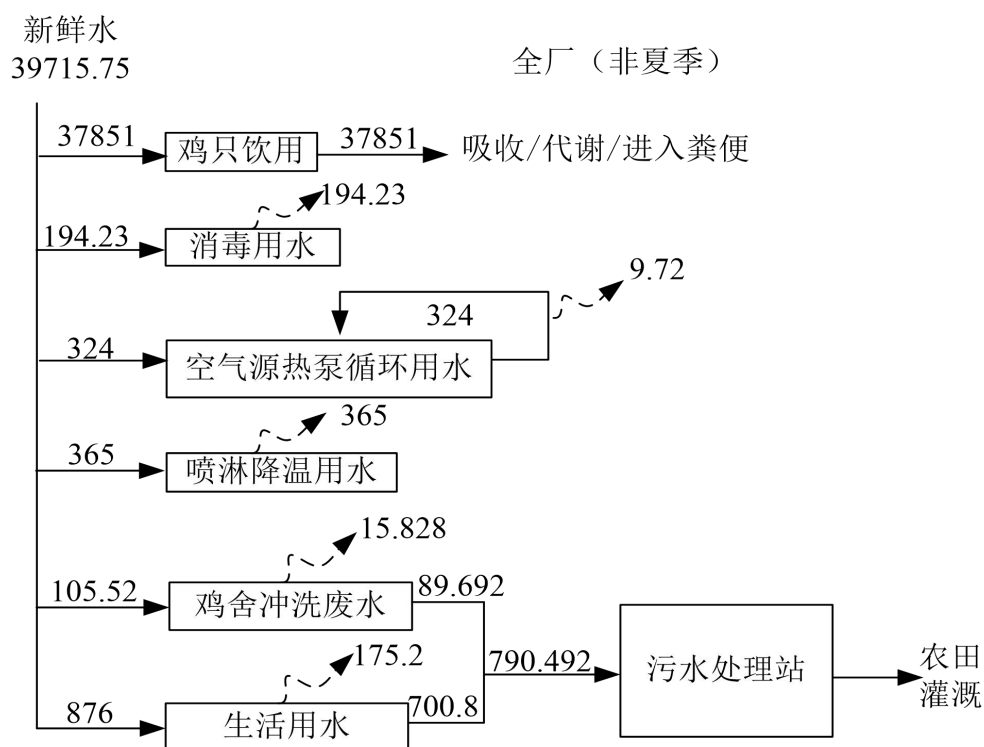 新鲜水
39715.75
全厂（非夏季）
37851
鸡只饮用
37851
吸收/代谢/进入粪便
194.23
194.23
消毒用水
9.72
324
324
空气源热泵循环用水
365
365
喷淋降温用水
15.828
105.52
鸡舍冲洗废水
89.692
175.2
790.492
污水处理站
农田
灌溉
876
生活用水
700.8